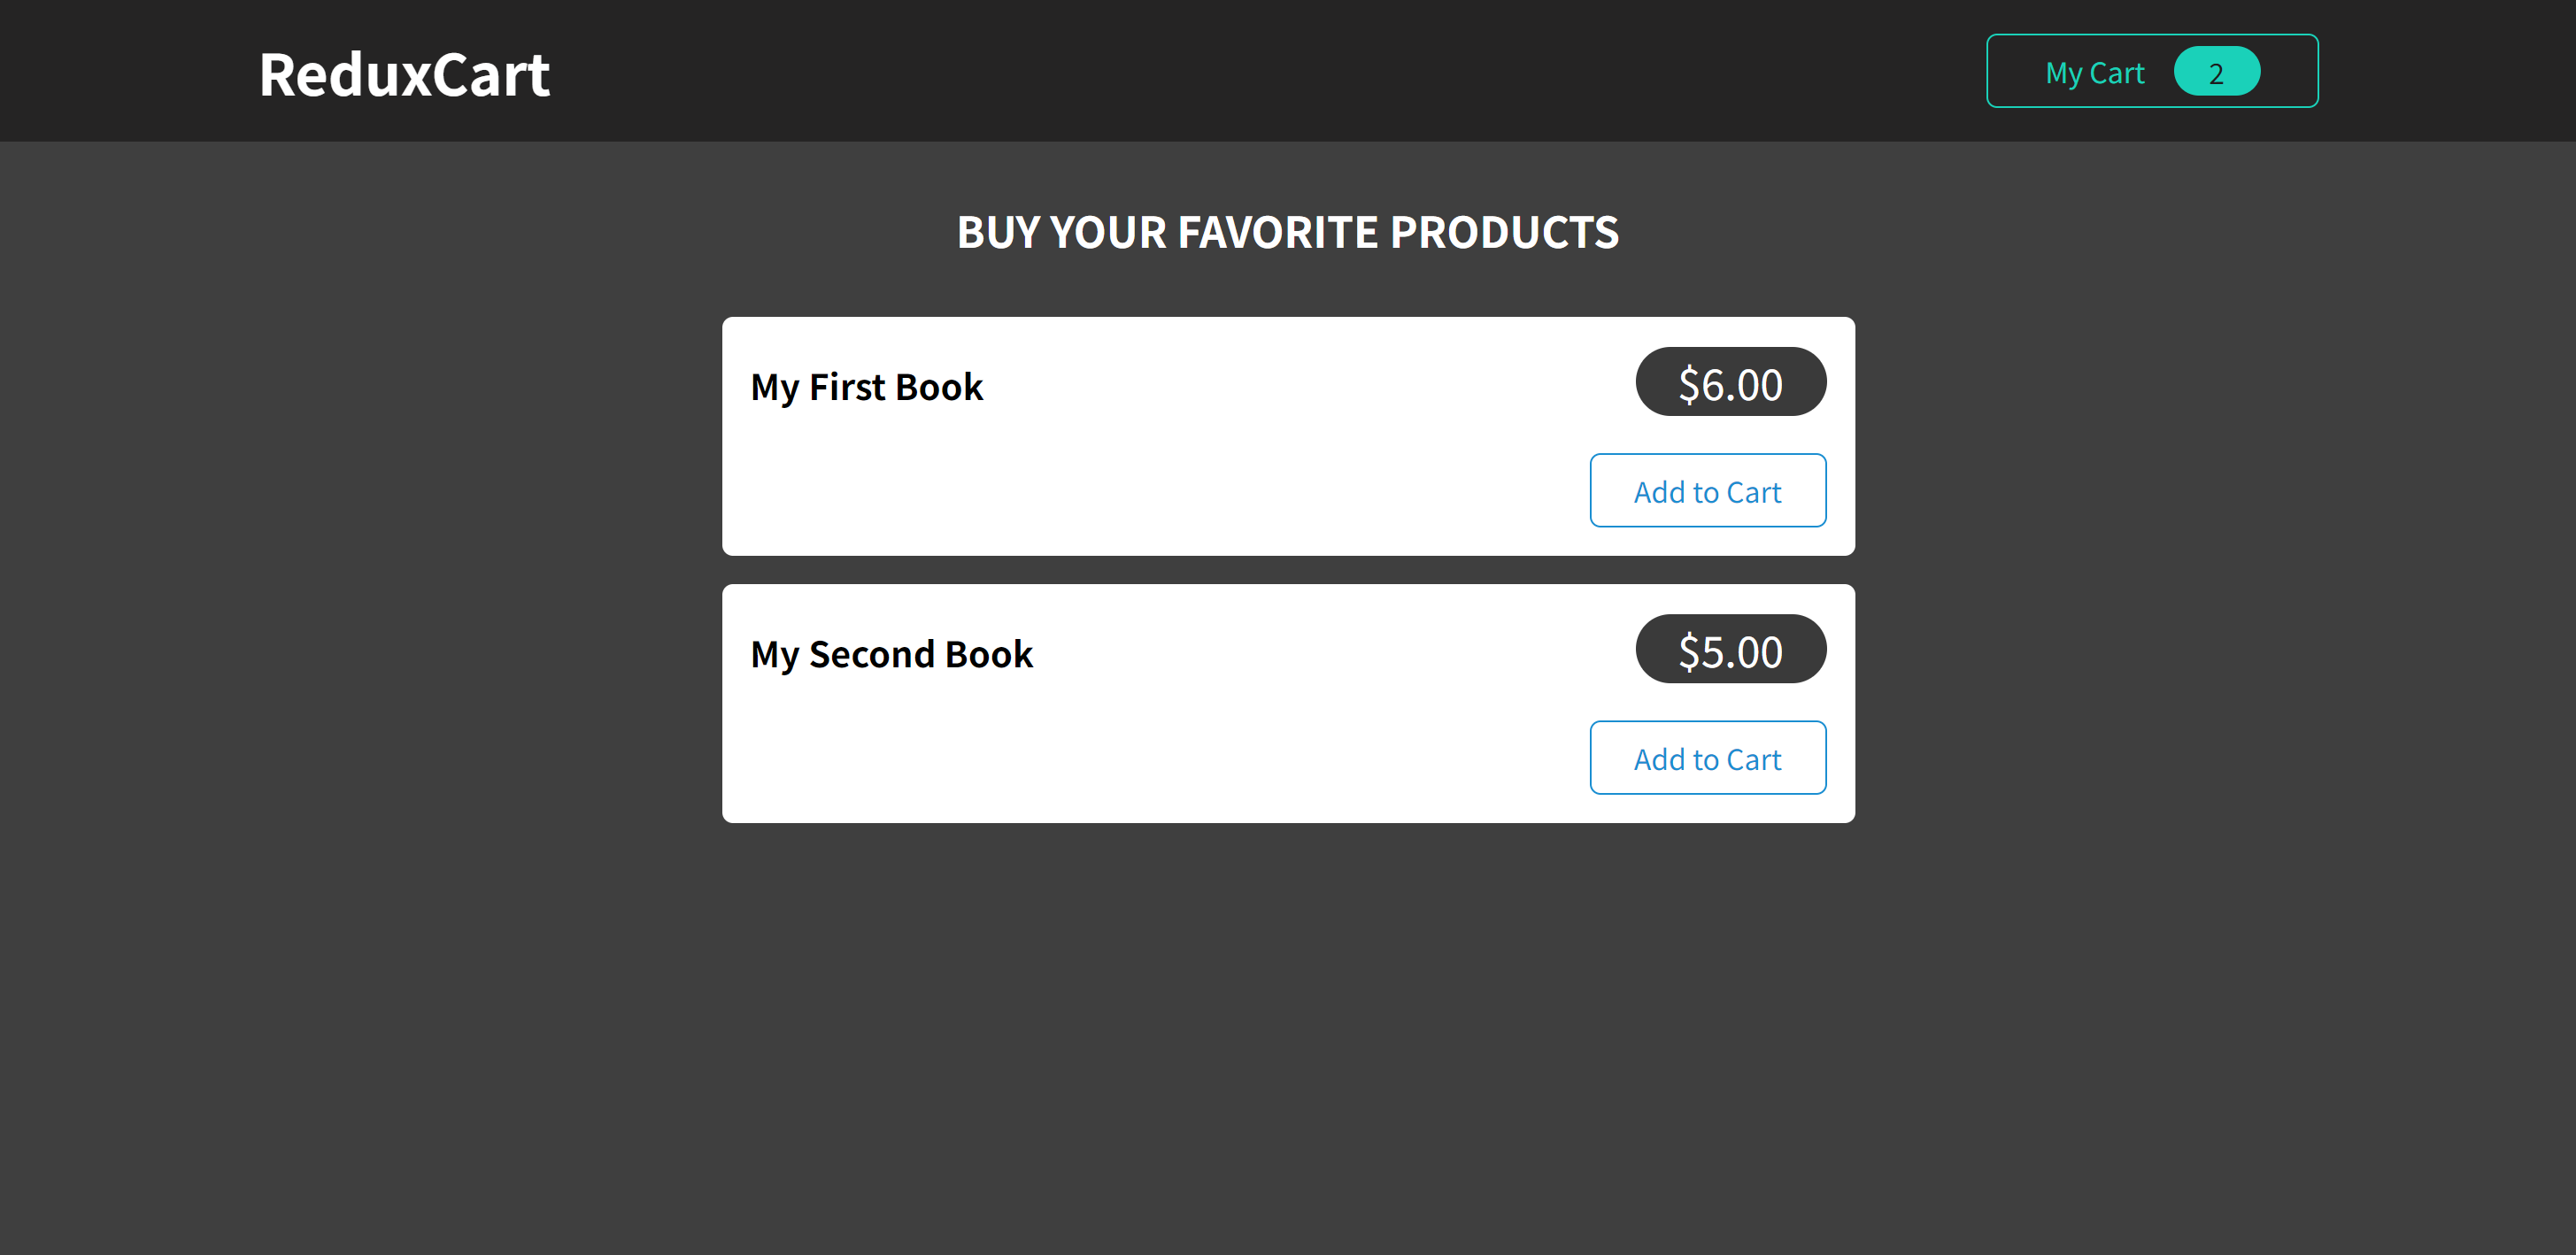 ReduxCart
My Cart 2
BUY YOUR FAVORITE PRODUCTS
My First Book
$6.00
Add to Cart
My Second Book
$5.00
Add to Cart